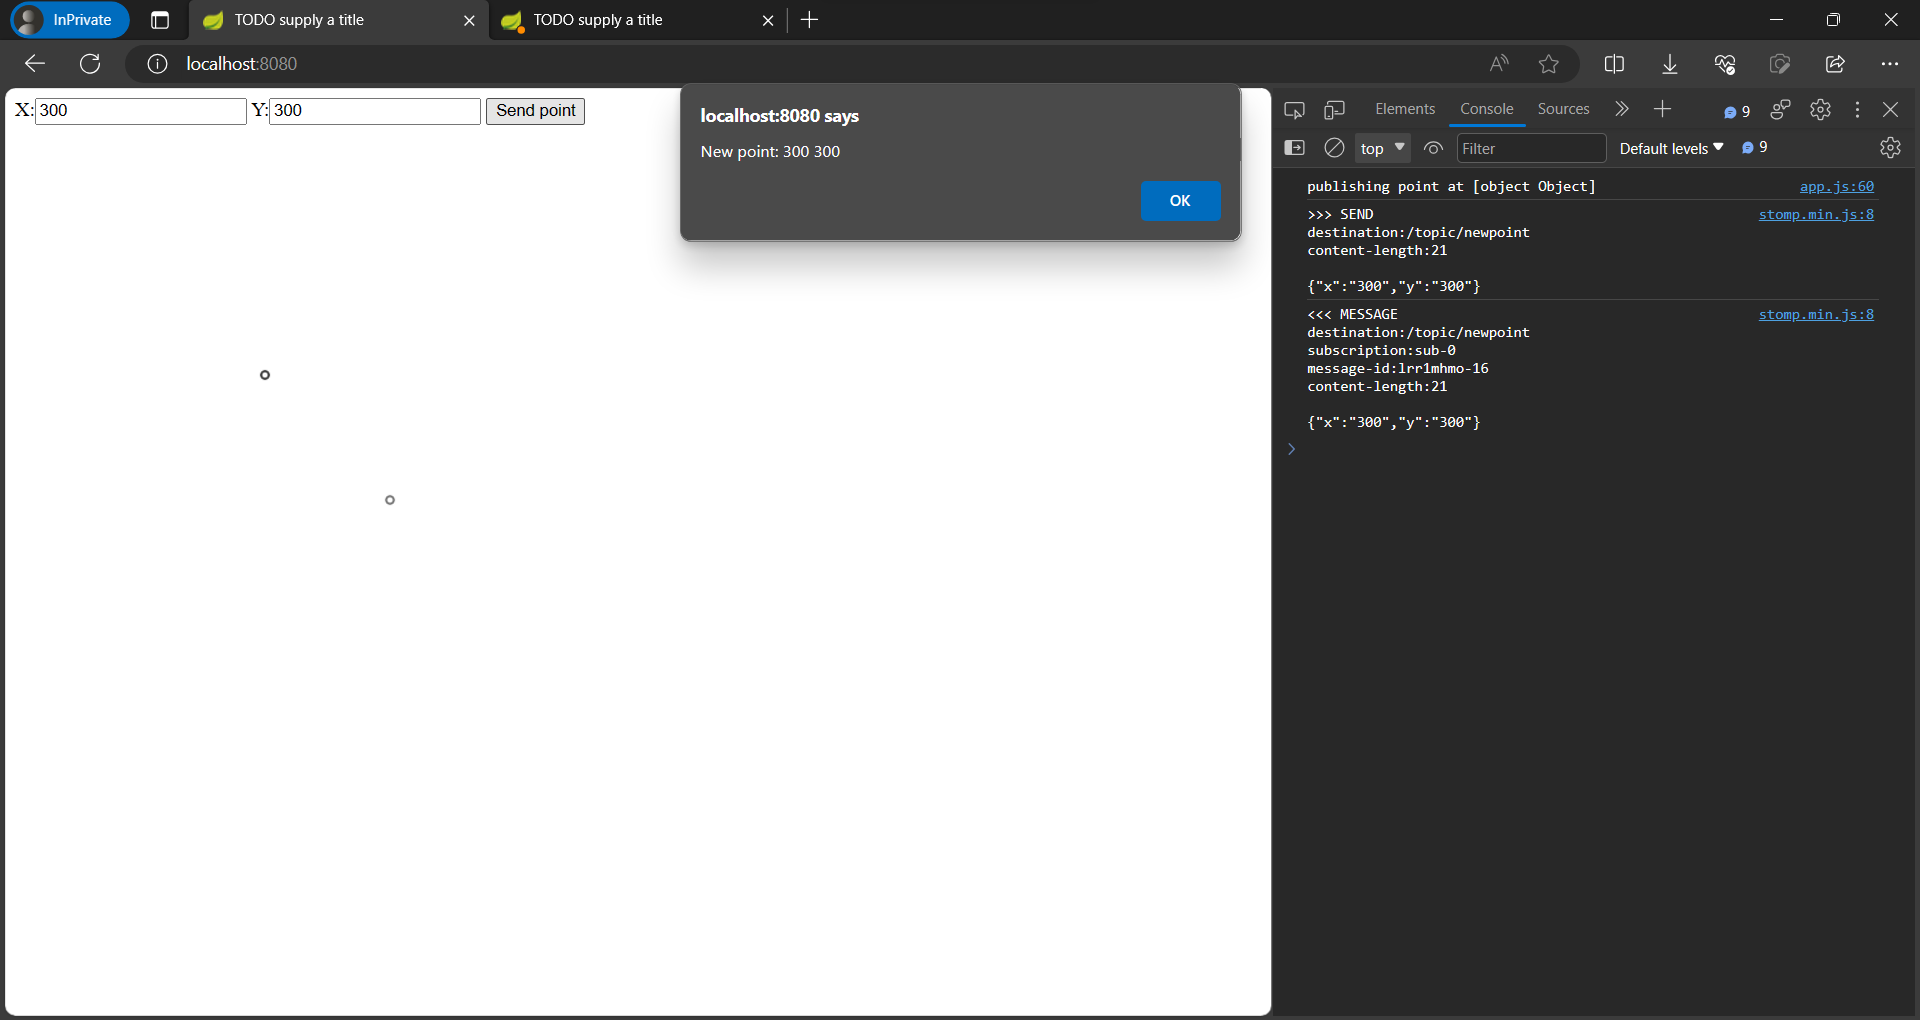 InPrivate
TODO supply a title
TODO supply a title
localhost:8080
X: 300 Y: 300 Send point
localhost:8080 says
New point: 300 300
OK
Elements Console Sources 9
top Filter Default levels 9
publishing point at [object Object] app.js:60
>>> SEND stomp.min.js:8
destination:/topic/newpoint
content-length:21
{"x":"300","y":"300"}
<<< MESSAGE stomp.min.js:8
destination:/topic/newpoint
subscription:sub-0
message-id:lrr1mhmo-16
content-length:21
{"x":"300","y":"300"}